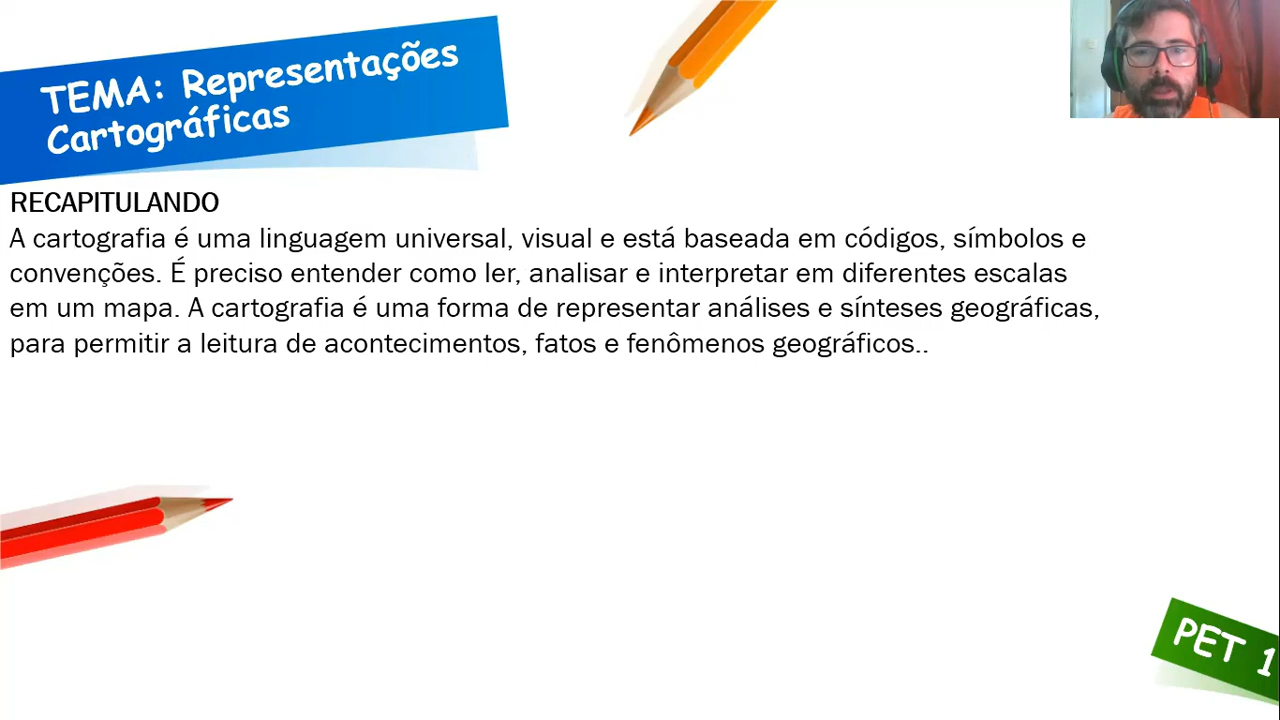 TEMA: Representações
Cartográficas
RECAPITULANDO
A cartografia é uma linguagem universal, visual e está baseada em códigos, símbolos e
convenções. É preciso entender como ler, analisar e interpretar em diferentes escalas
em um mapa. A cartografia é uma forma de representar análises e sínteses geográficas,
para permitir a leitura de acontecimentos, fatos e fenômenos geográficos..
PET 1